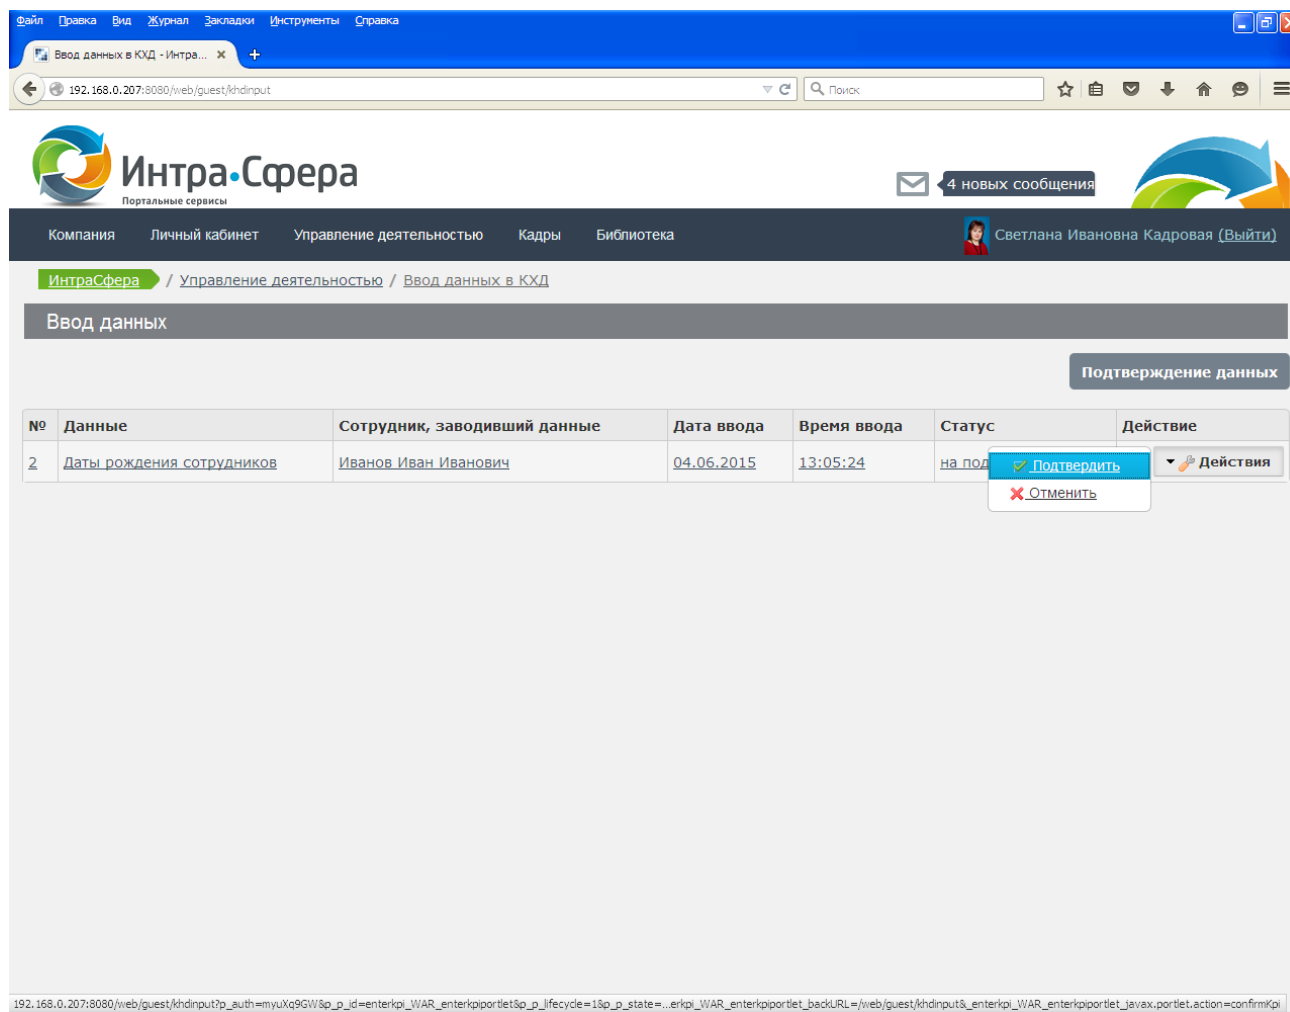 Файл Правка Вид Журнал Закладки Инструменты Справка
Ввод данных в КХД - Интра...
192.168.0.207:8080/web/guest/khdinput
Поиск
Интра•Сфера
Портальные сервисы
4 новых сообщения
Компания Личный кабинет Управление деятельностью Кадры Библиотека Светлана Ивановна Кадровая (Выйти)
ИнтраСфера / Управление деятельностью / Ввод данных в КХД
Ввод данных
Подтверждение данных
№ Данные Сотрудник, заводивший данные Дата ввода Время ввода Статус Действие
2 Даты рождения сотрудников Иванов Иван Иванович 04.06.2015 13:05:24 на под Действия
Подтвердить
Отменить
192.168.0.207:8080/web/guest/khdinput?p_auth=myuXq9GW&p_p_id=enterkpi_WAR_enterkpiportlet&p_p_lifecycle=1&p_p_state=...erkpi_WAR_enterkpiportlet_backURL=/web/guest/khdinput&_enterkpi_WAR_enterkpiportlet_javax.portlet.action=confirmKpi